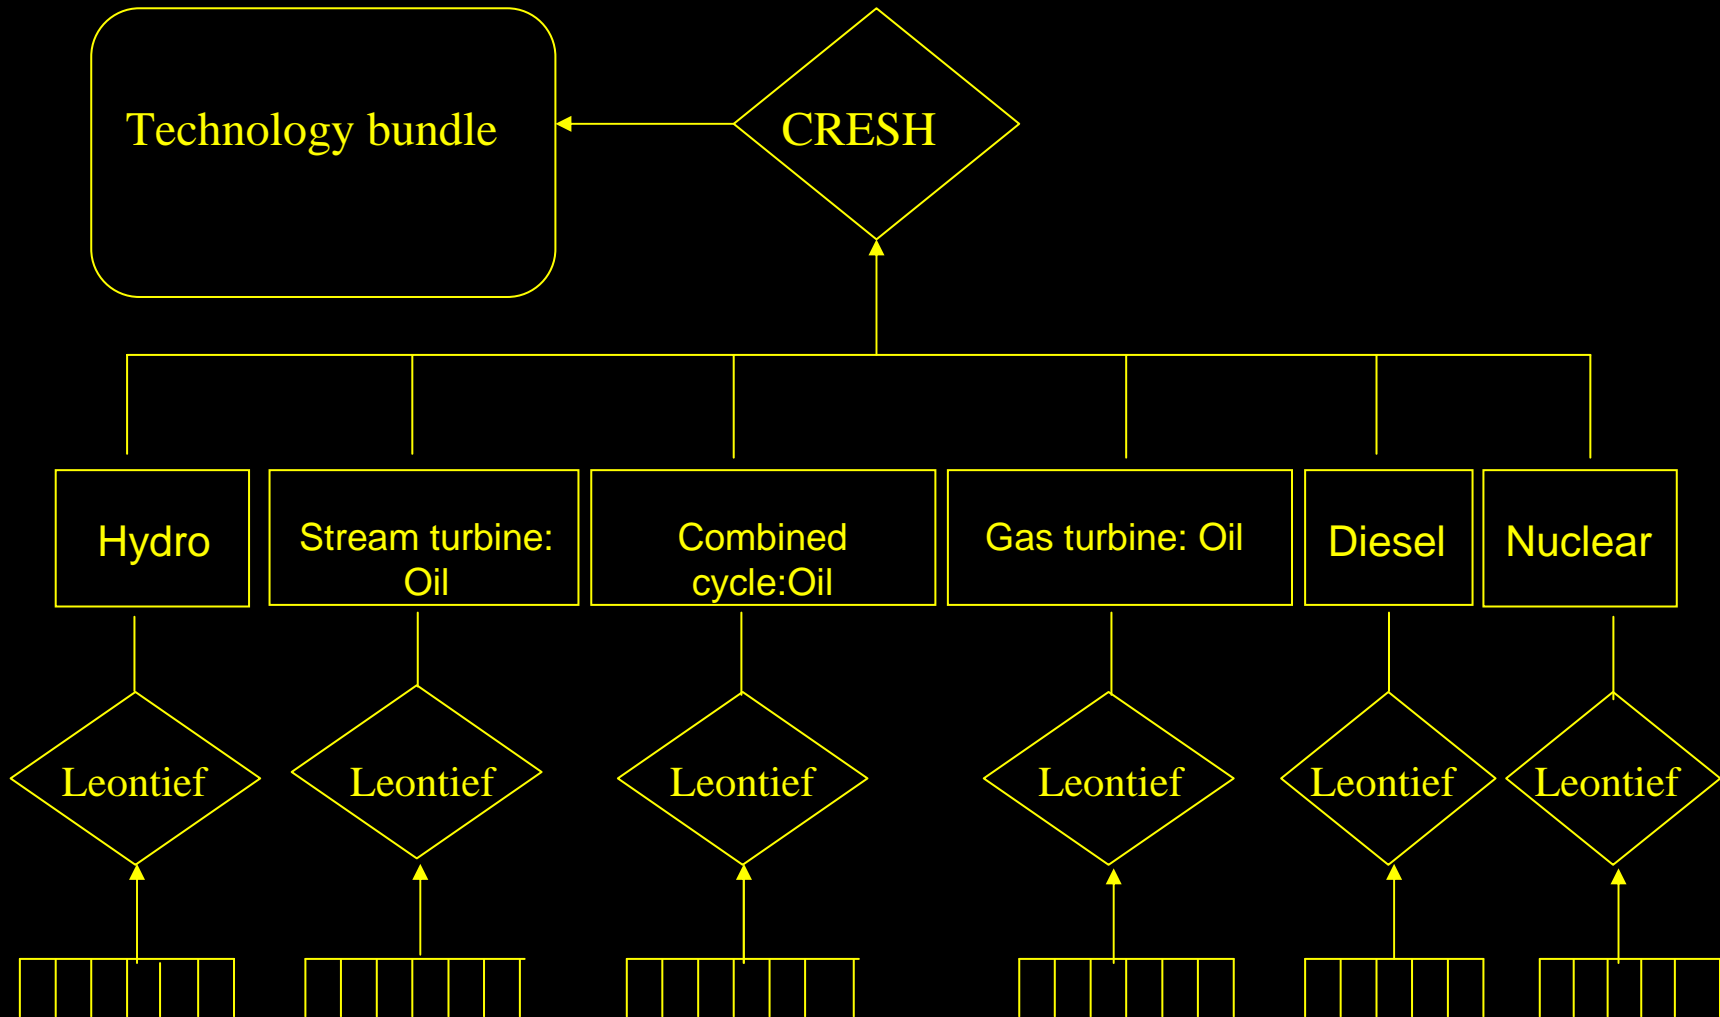 Technology bundle
CRESH
Hydro
Stream turbine:
Oil
Combined
cycle:Oil
Gas turbine: Oil
Diesel
Nuclear
Leontief
Leontief
Leontief
Leontief
Leontief
Leontief